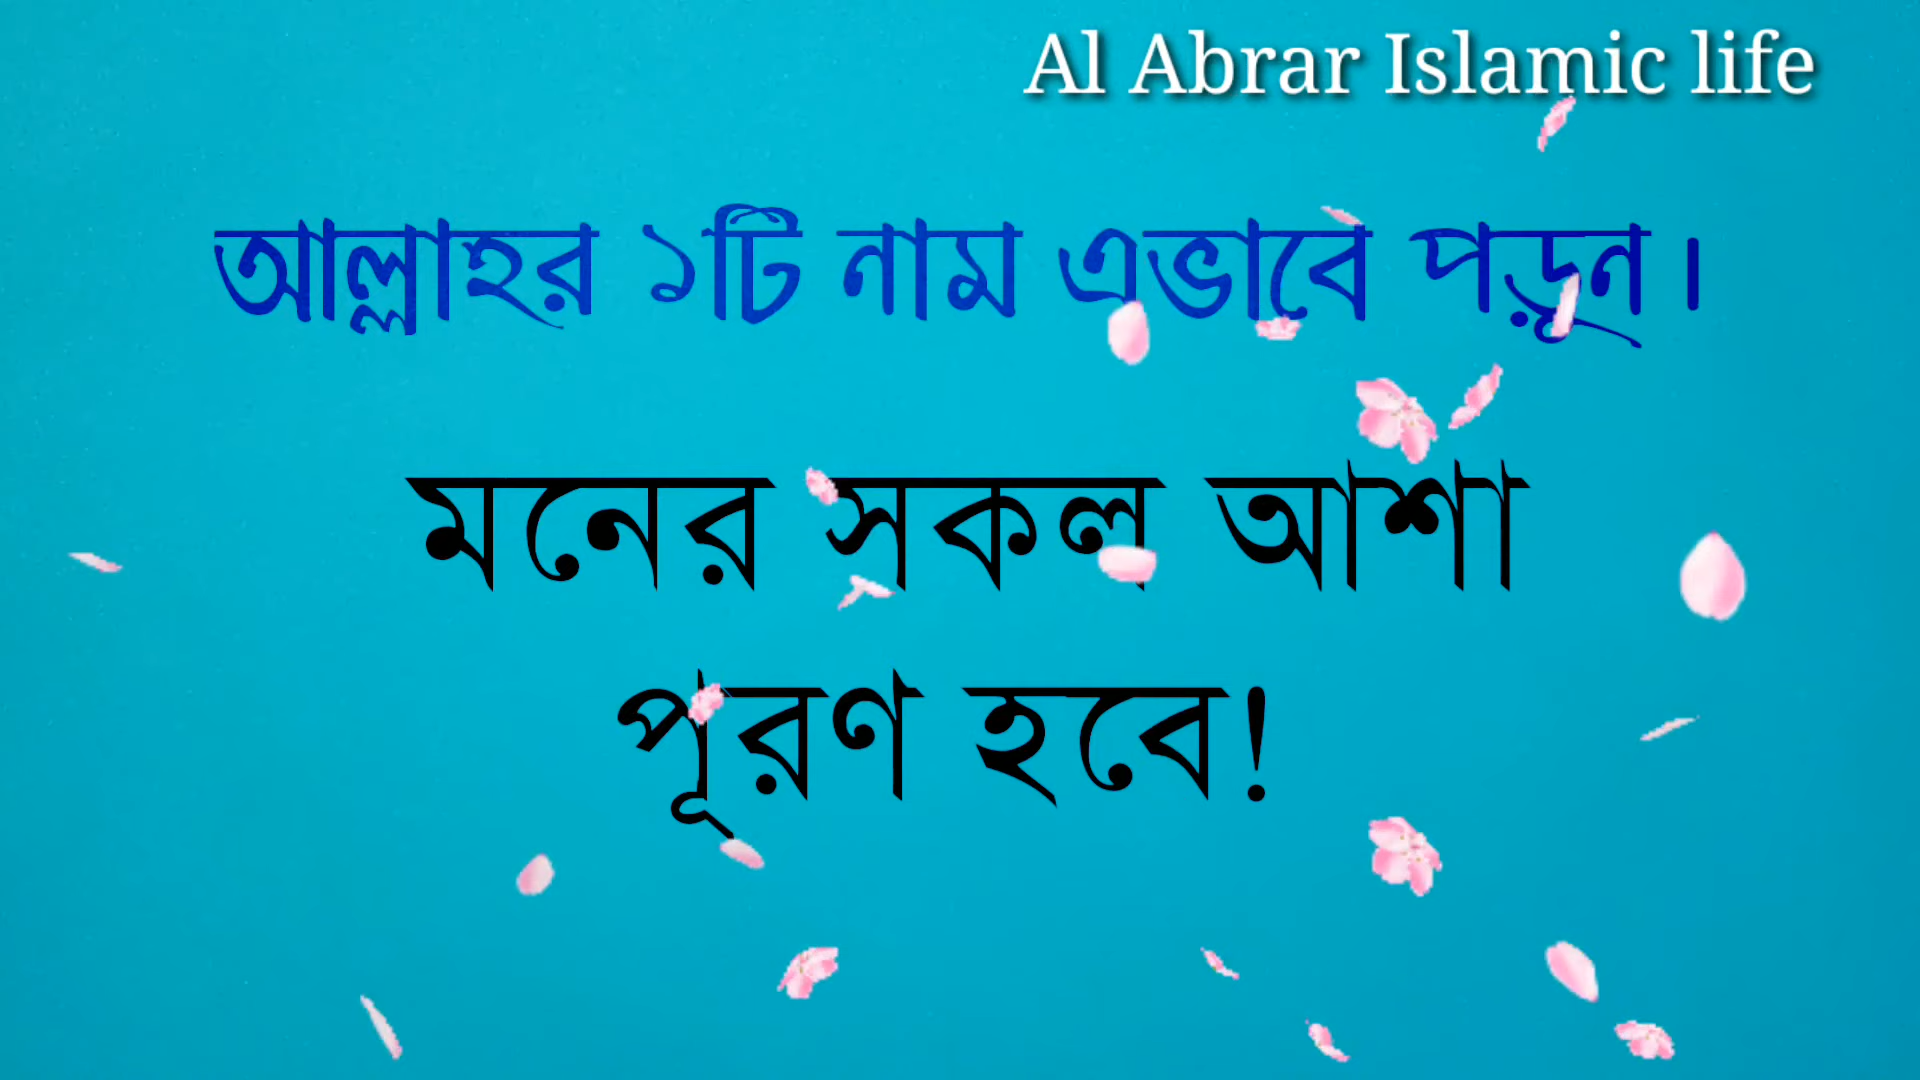 Al Abrar Islamic life
আল্লাহর ১টি নাম এভাবে পড়ুন।
মনের সকল আশা
পূরণ হবে!